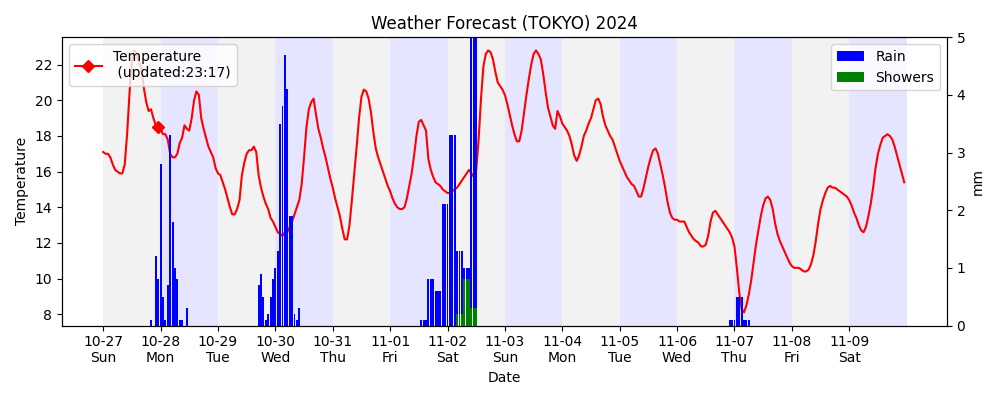 Weather Forecast (TOKYO) 2024
Temperature
(updated:23:17)
Rain
Showers
Temperature
22
20
18
16
14
12
10
8
5
4
3
2
1
0
mm
10-27 10-28 10-29 10-30 10-31 11-01 11-02 11-03 11-04 11-05 11-06 11-07 11-08 11-09
Sun Mon Tue Wed Thu Fri Sat Sun Mon Tue Wed Thu Fri Sat
Date